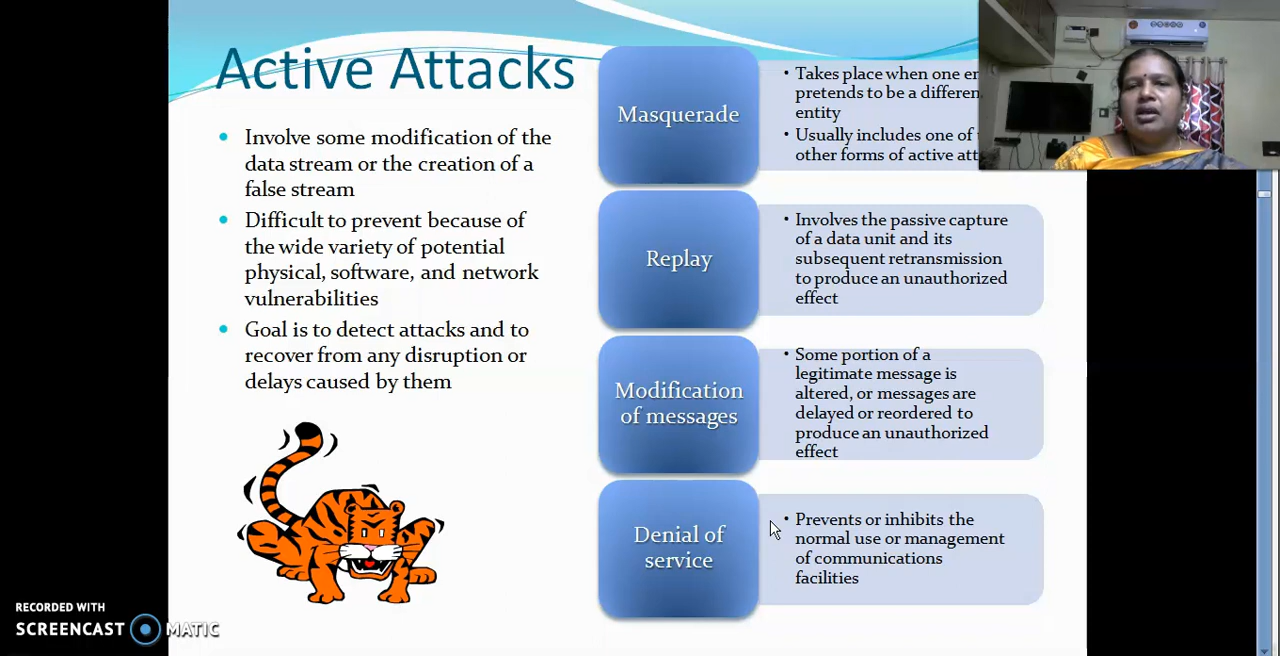 Active Attacks
Involve some modification of the
data stream or the creation of a
false stream
Difficult to prevent because of
the wide variety of potential
physical, software, and network
vulnerabilities
Goal is to detect attacks and to
recover from any disruption or
delays caused by them
Masquerade
• Takes place when one
pretends to be a
entity
• Usually includes one of
other forms of active
Replay
• Involves the passive capture
of a data unit and its
subsequent retransmission
to produce an unauthorized
effect
Modification
of messages
• Some portion of a
legitimate message is
altered, or messages are
delayed or reordered to
produce an unauthorized
effect
Denial of
service
• Prevents or inhibits the
normal use or management
of communications
facilities
RECORDED WITH
SCREENCAST MATIC